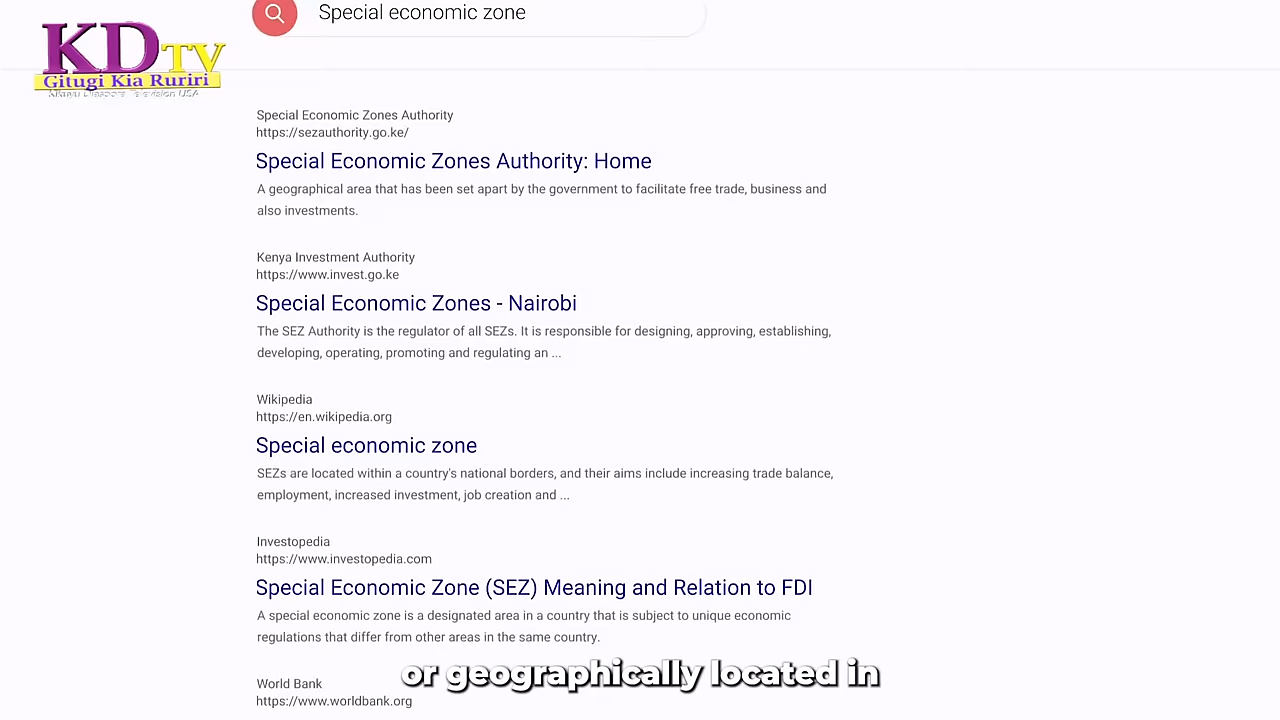 Special economic zone
KDTV
Gitugi Kia Ruriri
Kikuyu Diaspora Television USA
Special Economic Zones Authority
https://sezauthority.go.ke/
Special Economic Zones Authority: Home
A geographical area that has been set apart by the government to facilitate free trade, business and
also investments.
Kenya Investment Authority
https://www.invest.go.ke
Special Economic Zones - Nairobi
The SEZ Authority is the regulator of all SEZs. It is responsible for designing, approving, establishing,
developing, operating, promoting and regulating an ...
Wikipedia
https://en.wikipedia.org
Special economic zone
SEZs are located within a country's national borders, and their aims include increasing trade balance,
employment, increased investment, job creation and ...
Investopedia
https://www.investopedia.com
Special Economic Zone (SEZ) Meaning and Relation to FDI
A special economic zone is a designated area in a country that is subject to unique economic
regulations that differ from other areas in the same country.
or geographically located in
World Bank
https://www.worldbank.org